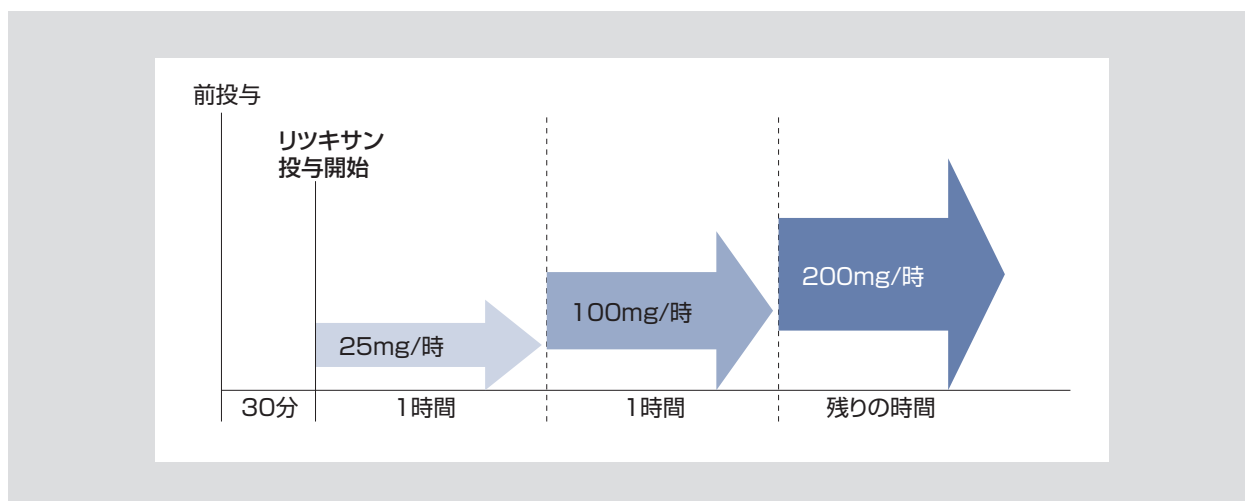 前投与
リツキサン
投与開始
25mg/時
100mg/時
200mg/時
30分
1時間
1時間
残りの時間